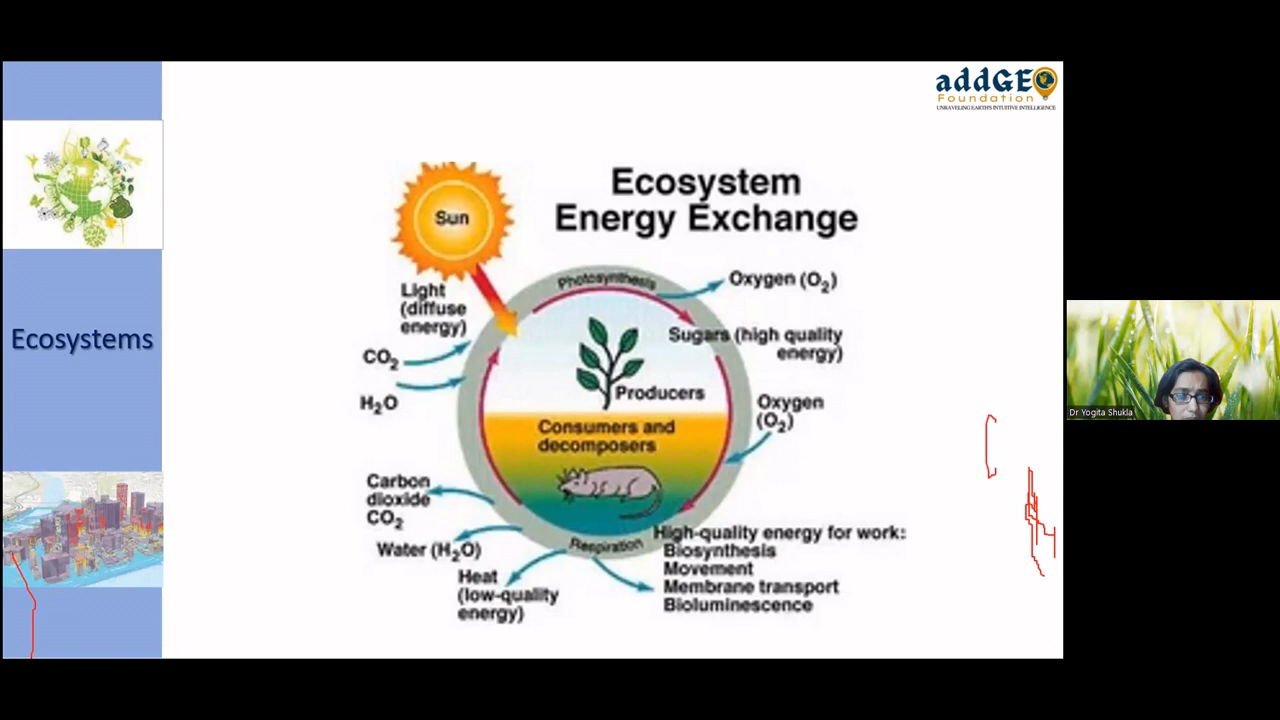 addGEO
Foundation
UNRAVELING EARTH'S INTUITIVE INTELLIGENCE
Ecosystems
Ecosystem
Energy Exchange
Sun
Light
(diffuse
energy)
CO₂
H₂O
Photosynthesis
Oxygen (O₂)
Sugars (high quality
energy)
Producers
Oxygen
(O₂)
Consumers and
decomposers
Carbon
dioxide
CO₂
Water (H₂O)
Heat
(low-quality
energy)
Respiration
High-quality energy for work:
Biosynthesis
Movement
Membrane transport
Bioluminescence
Dr Yogita Shukla